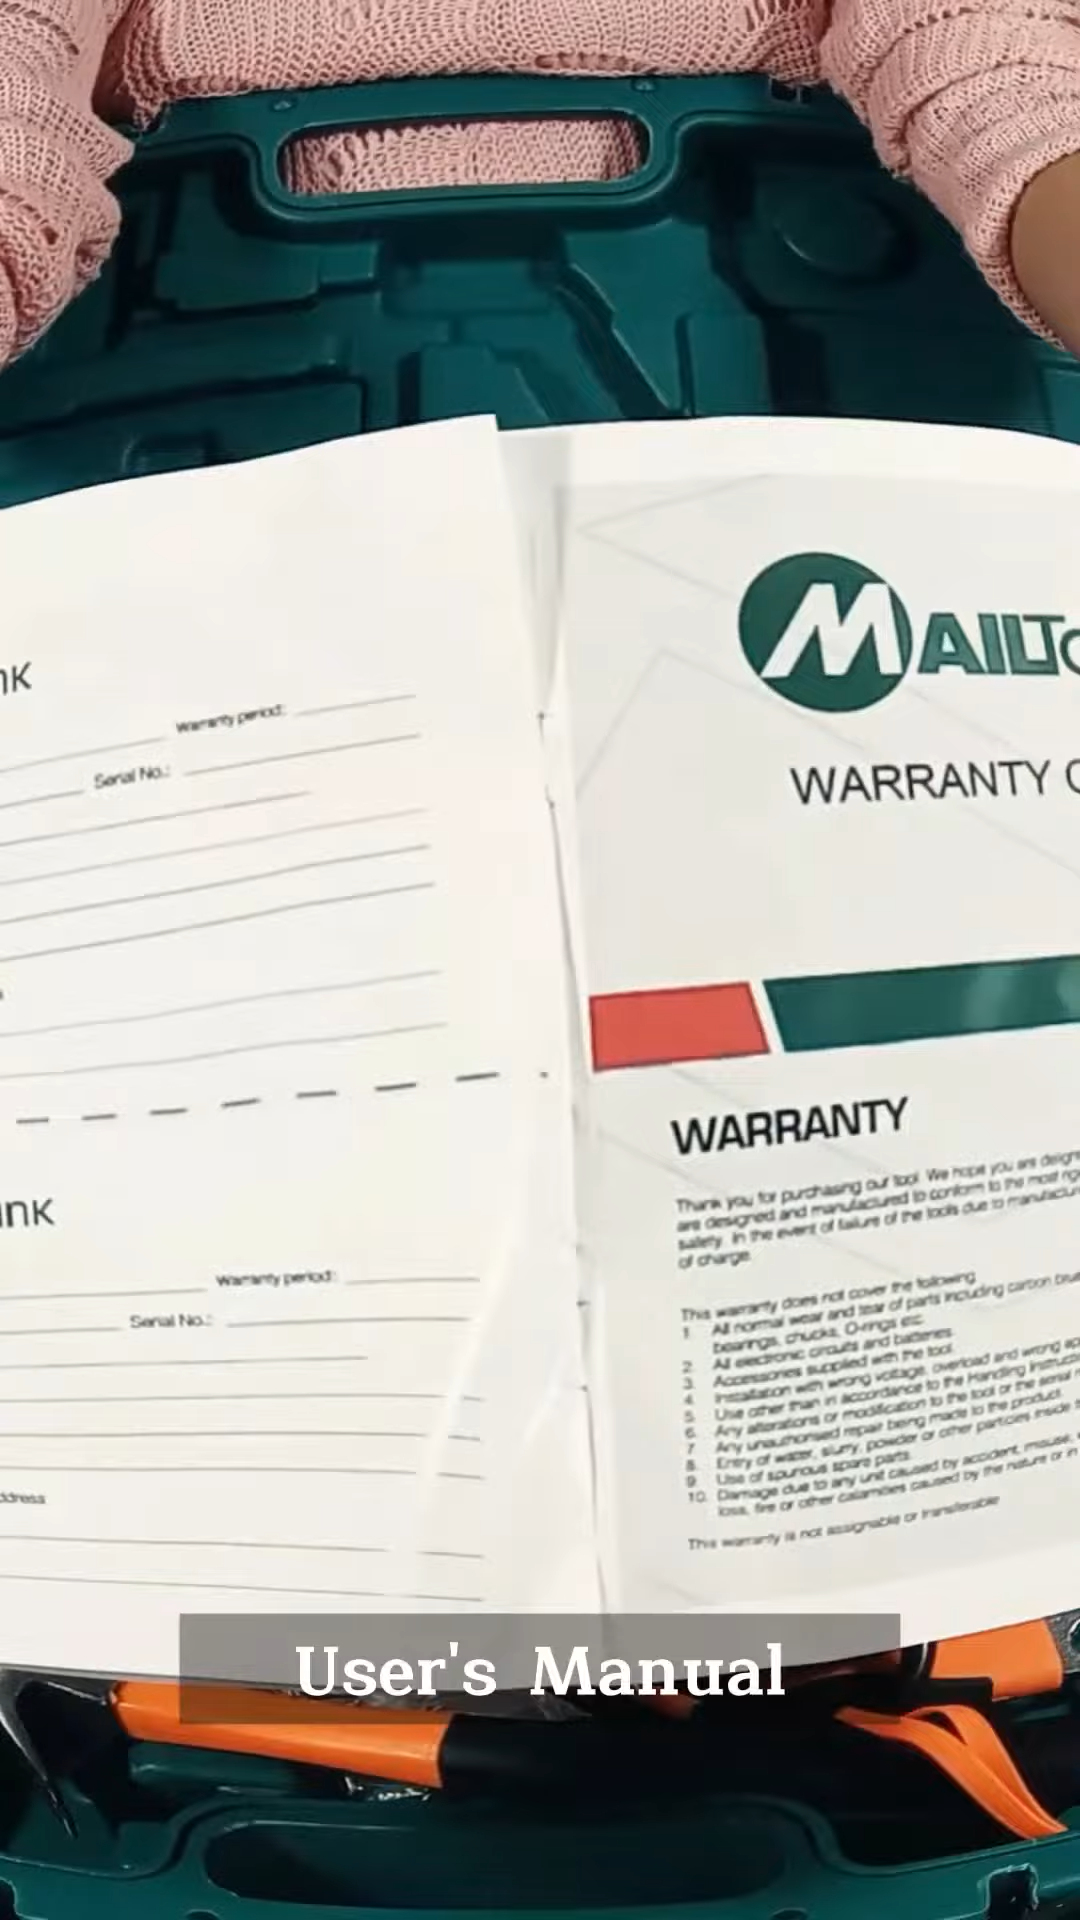 Warranty period:
Serial No.:
Warranty period:
Serial No.:
ddress
MAILT
WARRANTY
WARRANTY
Thank you for purchasing our tool. We hope you are
are designed and manufactured to conform to the most
safety. In the event of failure of the tools due to
of charge.
This warranty does not cover the following
1 All normal wear and tear of parts including carbon
bearings, chucks, O-rings etc.
2. All electronic circuits and batteries.
3. Accessories supplied with the tool.
4. Installation with wrong voltage, overload and wrong
5. Use other than in accordance to the Handling
6. Any alterations or modification to the tool or the serial
7. Any unauthorised repair being made to the product.
8. Entry of water, slurry, powder or other particles inside
9. Use of spurious spare parts.
10. Damage due to any unit caused by accident, misuse,
loss, fire or other calamities caused by the nature or in
This warranty is not assignable or transferable
User's Manual